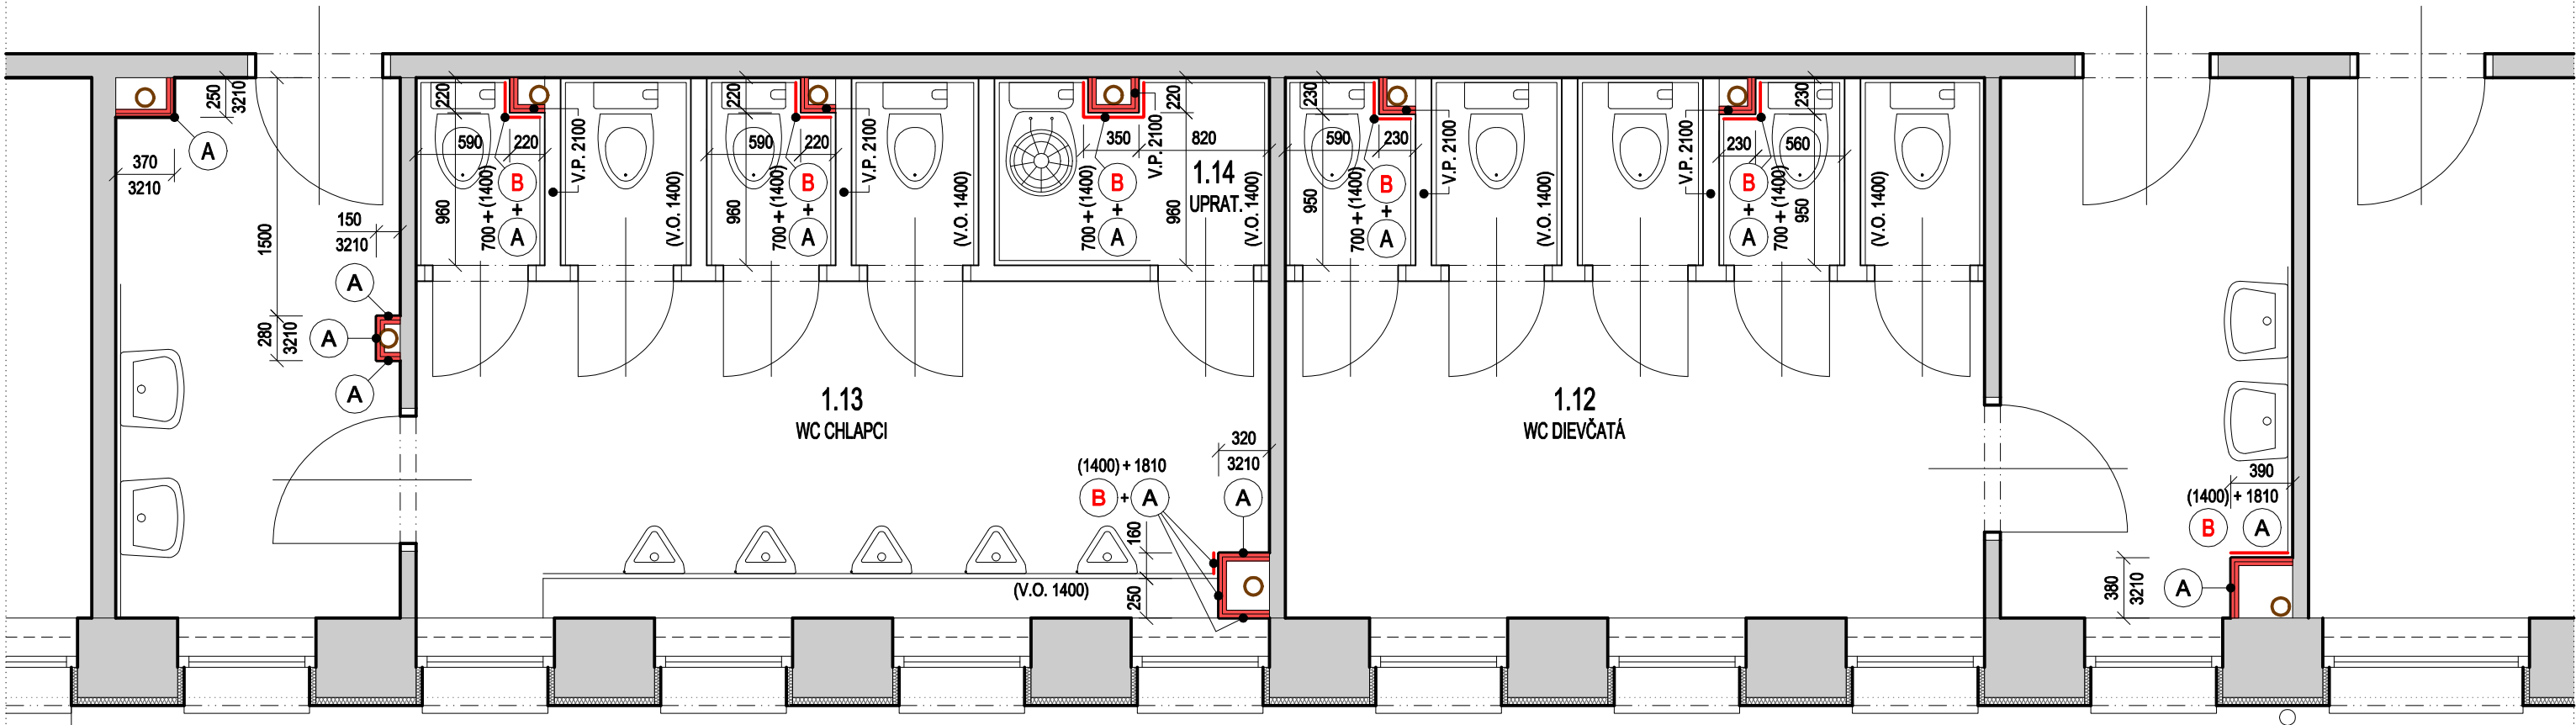 250
3210
A
370
3210
1500
150
3210
A
280
3210
A
A
220
590
220
960
700 + (1400)
B
+
A
V.P. 2100
(V.O. 1400)
220
590
220
960
700 + (1400)
B
+
A
V.P. 2100
(V.O. 1400)
350
820
220
V.P. 2100
700 + (1400)
B
+
A
1.14
UPRAT.
960
(V.O. 1400)
230
590
230
950
700 + (1400)
B
+
A
V.P. 2100
(V.O. 1400)
V.P. 2100
230
560
230
B
+
A
700 + (1400)
950
(V.O. 1400)
1.13
WC CHLAPCI
1.12
WC DIEVČATÁ
320
3210
(1400) + 1810
B + A
A
160
250
(V.O. 1400)
390
(1400) + 1810
B
A
380
3210
A